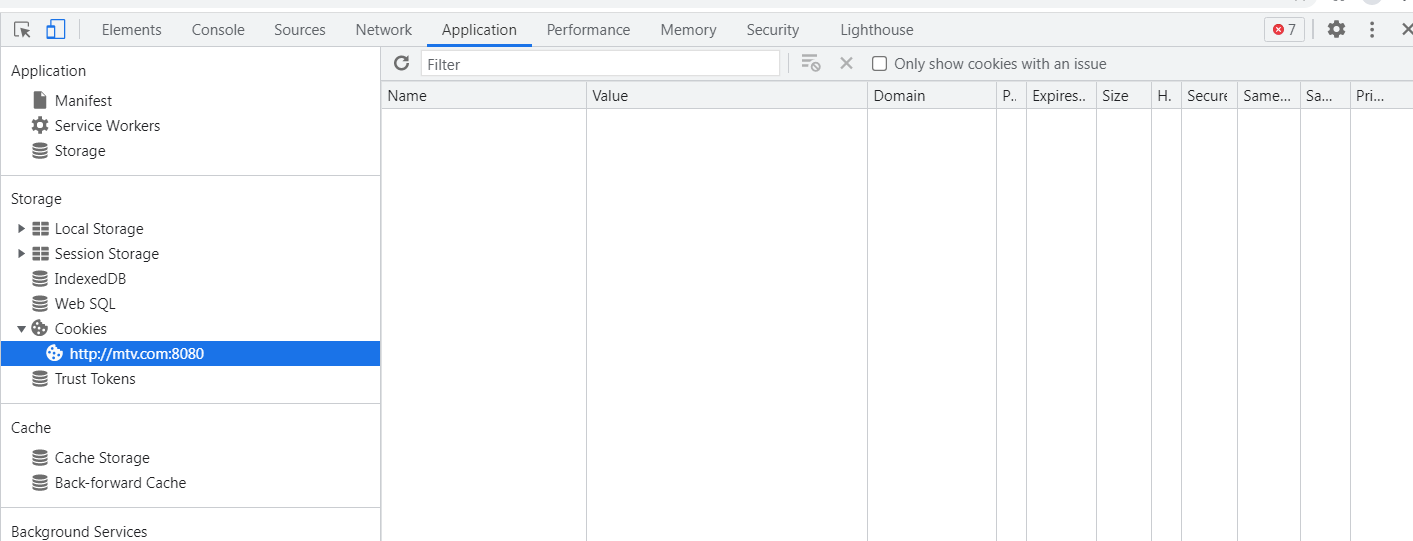 Elements Console Sources Network Application Performance Memory Security Lighthouse 7
Application
Manifest
Service Workers
Storage
Storage
Local Storage
Session Storage
IndexedDB
Web SQL
Cookies
http://mtv.com:8080
Trust Tokens
Cache
Cache Storage
Back-forward Cache
Background Services
Filter Only show cookies with an issue
Name Value Domain P.. Expires.. Size H. Secure Same... Sa... Pri...